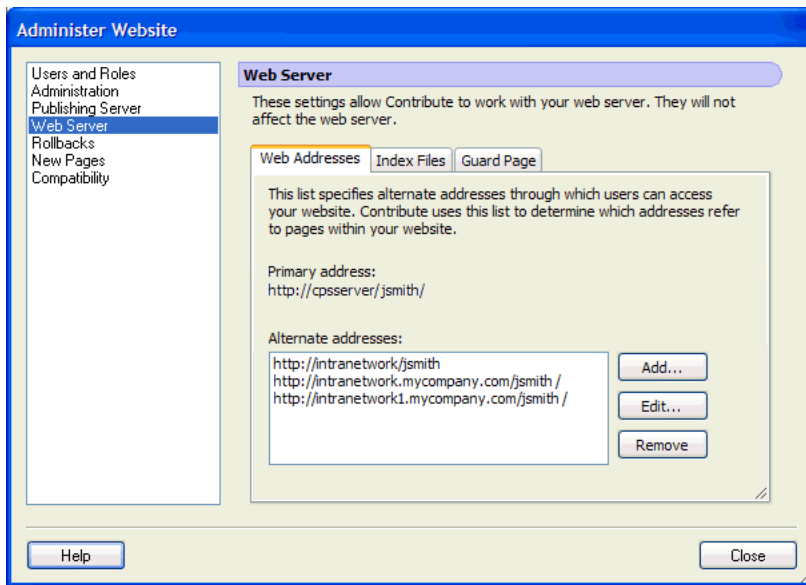 Administer Website
Users and Roles
Administration
Publishing Server
Web Server
Rollbacks
New Pages
Compatibility
Web Server
These settings allow Contribute to work with your web server. They will not
affect the web server.
Web Addresses
Index Files
Guard Page
This list specifies alternate addresses through which users can access
your website. Contribute uses this list to determine which addresses refer
to pages within your website.
Primary address:
http://cpsserver/jsmith/
Alternate addresses:
http://intranetwork/jsmith
http://intranetwork.mycompany.com/jsmith /
http://intranetwork1.mycompany.com/jsmith /
Add...
Edit...
Remove
Help
Close